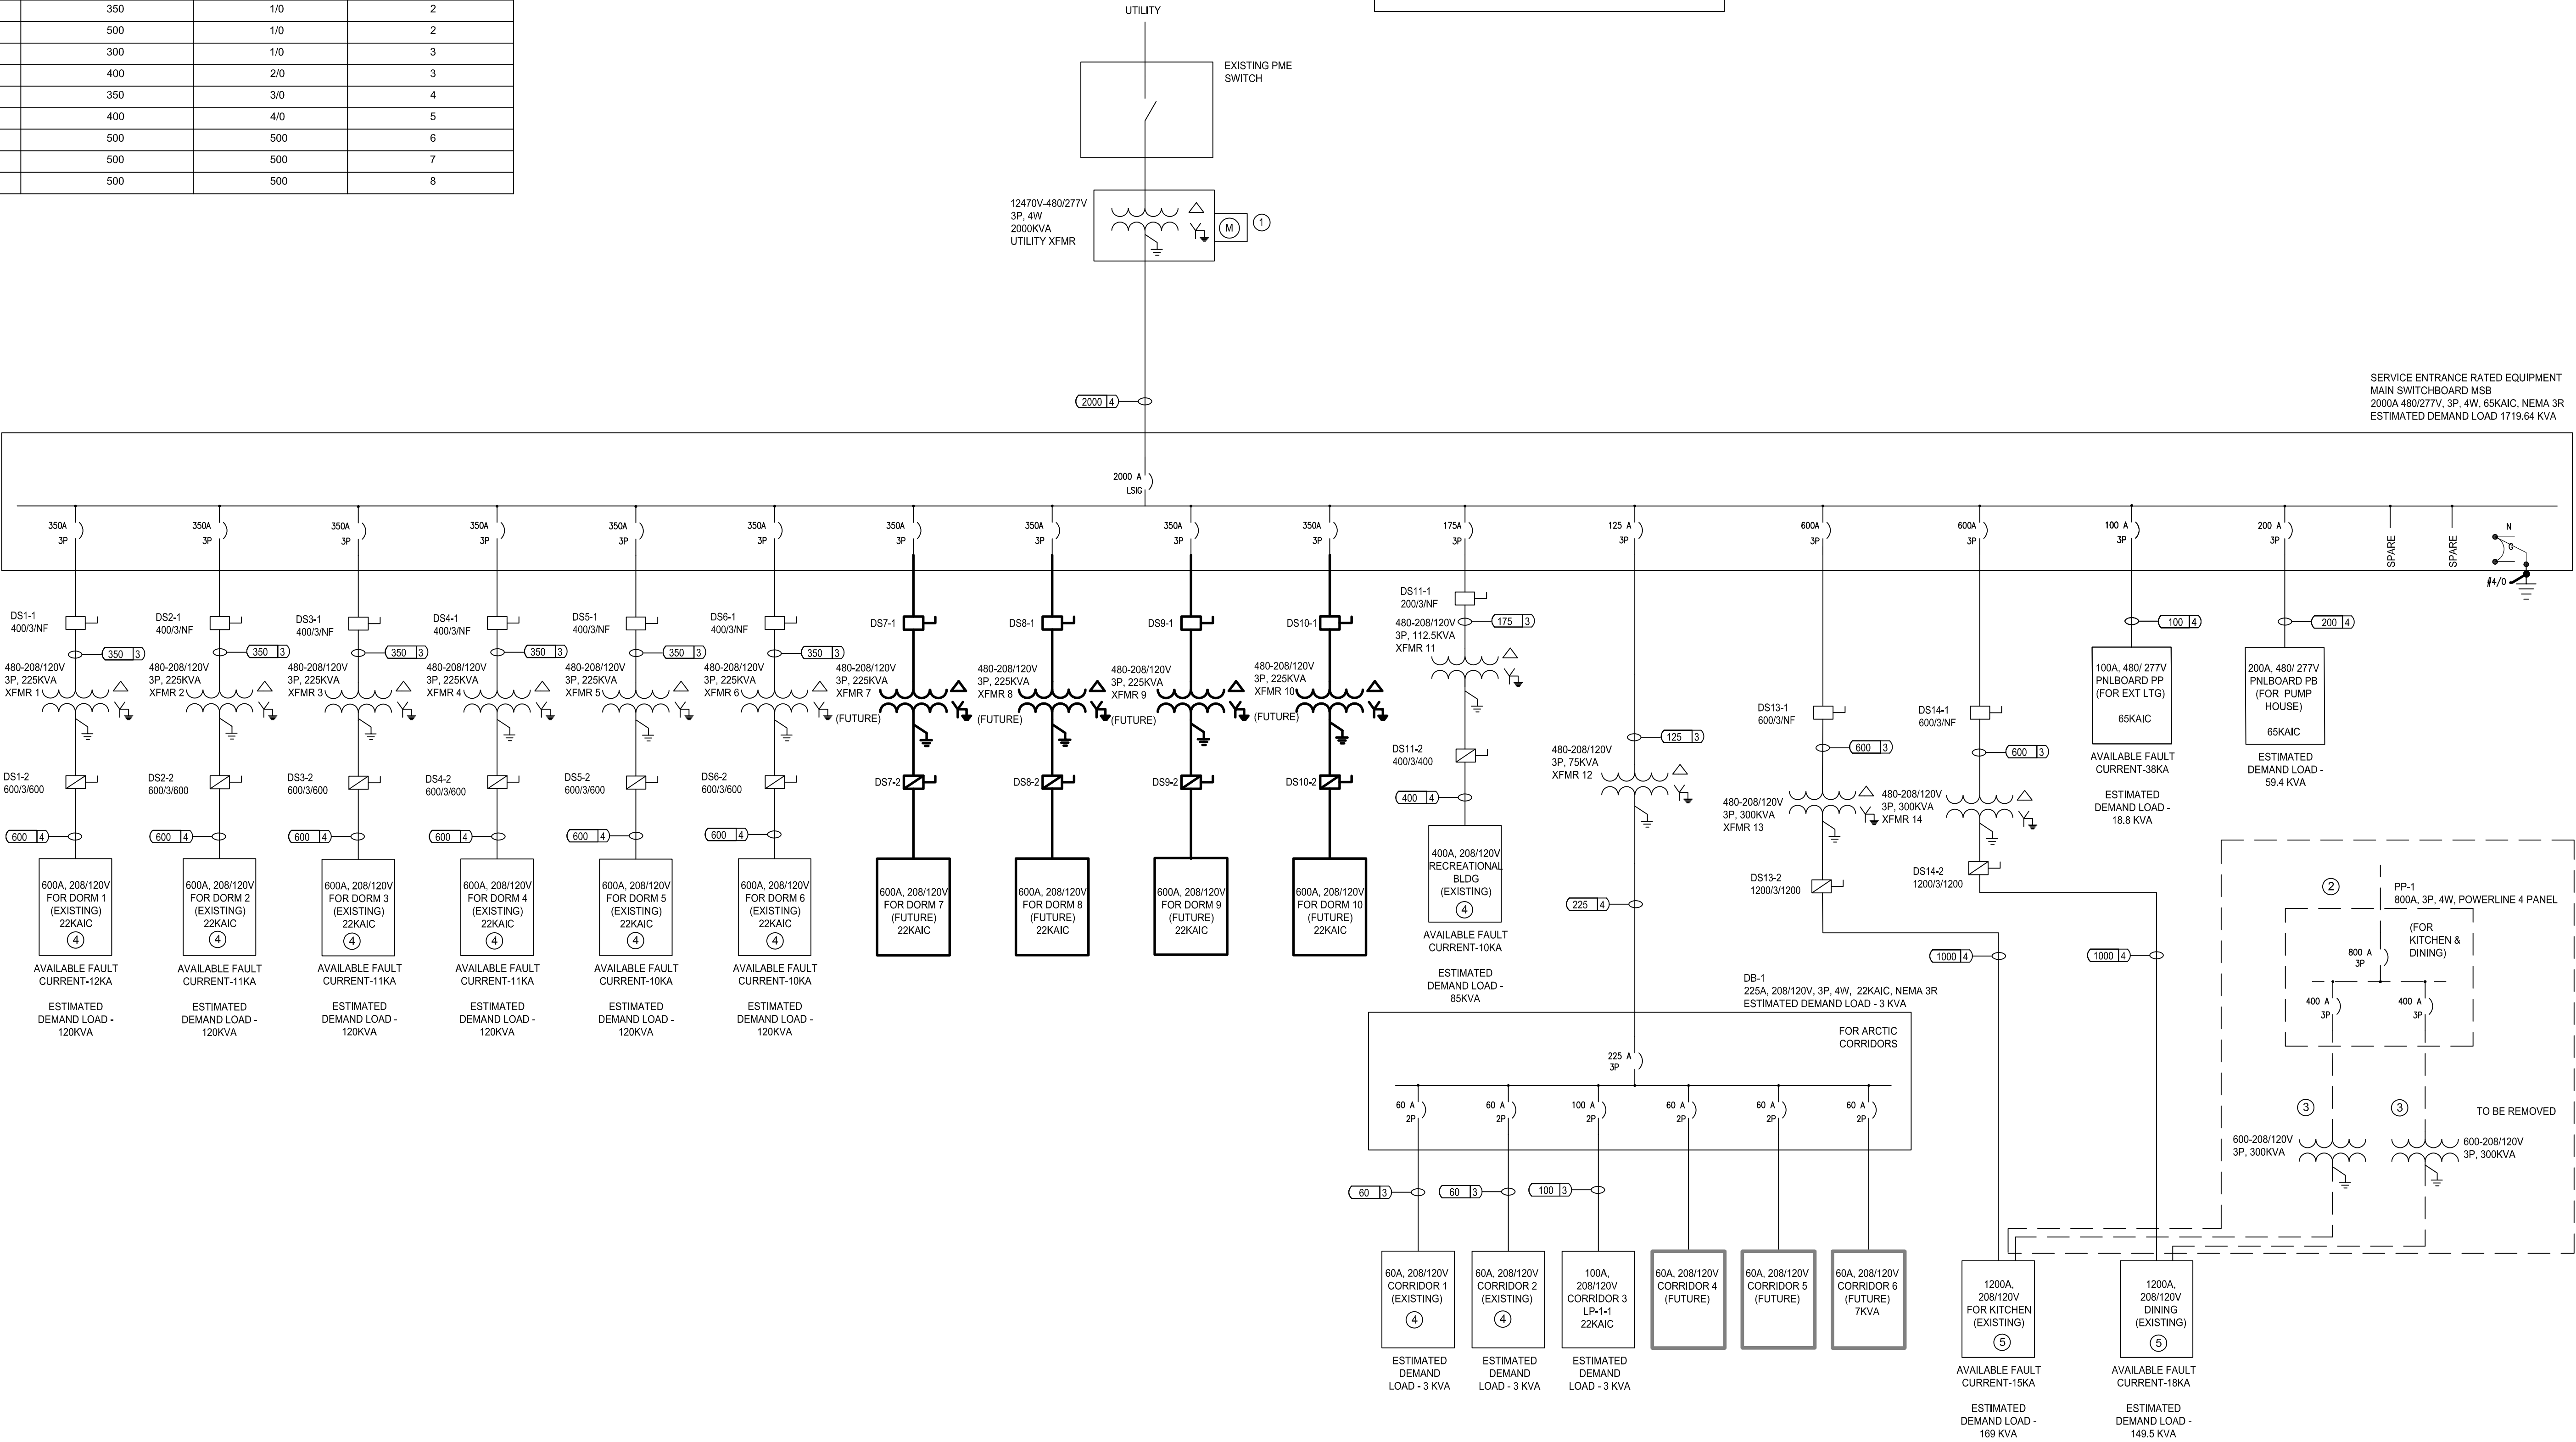 350 1/0 2
500 1/0 2
300 1/0 3
400 2/0 3
350 3/0 4
400 4/0 5
500 500 6
500 500 7
500 500 8
UTILITY
EXISTING PME
SWITCH
12470V-480/277V
3P, 4W
2000KVA
UTILITY XFMR
M
1
2000 4
SERVICE ENTRANCE RATED EQUIPMENT
MAIN SWITCHBOARD MSB
2000A 480/277V, 3P, 4W, 65KAIC, NEMA 3R
ESTIMATED DEMAND LOAD 1719.64 KVA
2000 A
LSIG
350A
3P
DS1-1
400/3/NF
350 3
480-208/120V
3P, 225KVA
XFMR 1
DS1-2
600/3/600
600 4
600A, 208/120V
FOR DORM 1
(EXISTING)
22KAIC
4
AVAILABLE FAULT
CURRENT-12KA
ESTIMATED
DEMAND LOAD -
120KVA
350A
3P
DS2-1
400/3/NF
350 3
480-208/120V
3P, 225KVA
XFMR 2
DS2-2
600/3/600
600 4
600A, 208/120V
FOR DORM 2
(EXISTING)
22KAIC
4
AVAILABLE FAULT
CURRENT-11KA
ESTIMATED
DEMAND LOAD -
120KVA
350A
3P
DS3-1
400/3/NF
350 3
480-208/120V
3P, 225KVA
XFMR 3
DS3-2
600/3/600
600 4
600A, 208/120V
FOR DORM 3
(EXISTING)
22KAIC
4
AVAILABLE FAULT
CURRENT-11KA
ESTIMATED
DEMAND LOAD -
120KVA
350A
3P
DS4-1
400/3/NF
350 3
480-208/120V
3P, 225KVA
XFMR 4
DS4-2
600/3/600
600 4
600A, 208/120V
FOR DORM 4
(EXISTING)
22KAIC
4
AVAILABLE FAULT
CURRENT-11KA
ESTIMATED
DEMAND LOAD -
120KVA
350A
3P
DS5-1
400/3/NF
350 3
480-208/120V
3P, 225KVA
XFMR 5
DS5-2
600/3/600
600 4
600A, 208/120V
FOR DORM 5
(EXISTING)
22KAIC
4
AVAILABLE FAULT
CURRENT-10KA
ESTIMATED
DEMAND LOAD -
120KVA
350A
3P
DS6-1
400/3/NF
350 3
480-208/120V
3P, 225KVA
XFMR 6
DS6-2
600/3/600
600 4
600A, 208/120V
FOR DORM 6
(EXISTING)
22KAIC
4
AVAILABLE FAULT
CURRENT-10KA
ESTIMATED
DEMAND LOAD -
120KVA
350A
3P
DS7-1
480-208/120V
3P, 225KVA
XFMR 7
(FUTURE)
DS7-2
600A, 208/120V
FOR DORM 7
(FUTURE)
22KAIC
350A
3P
DS8-1
480-208/120V
3P, 225KVA
XFMR 8
(FUTURE)
DS8-2
600A, 208/120V
FOR DORM 8
(FUTURE)
22KAIC
350A
3P
DS9-1
480-208/120V
3P, 225KVA
XFMR 9
(FUTURE)
DS9-2
600A, 208/120V
FOR DORM 9
(FUTURE)
22KAIC
350A
3P
DS10-1
480-208/120V
3P, 225KVA
XFMR 10
(FUTURE)
DS10-2
600A, 208/120V
FOR DORM 10
(FUTURE)
22KAIC
175A
3P
DS11-1
200/3/NF
175 3
480-208/120V
3P, 112.5KVA
XFMR 11
DS11-2
400/3/400
400 4
400A, 208/120V
RECREATIONAL
BLDG
(EXISTING)
4
AVAILABLE FAULT
CURRENT-10KA
ESTIMATED
DEMAND LOAD -
85KVA
125 A
3P
125 3
480-208/120V
3P, 75KVA
XFMR 12
225 4
DB-1
225A, 208/120V, 3P, 4W, 22KAIC, NEMA 3R
ESTIMATED DEMAND LOAD - 3 KVA
FOR ARCTIC
CORRIDORS
225 A
3P
60 A
2P
60 A
2P
100 A
2P
60 A
2P
60 A
2P
60 A
2P
60 3
60 3
100 3
60A, 208/120V
CORRIDOR 1
(EXISTING)
4
ESTIMATED
DEMAND
LOAD - 3 KVA
60A, 208/120V
CORRIDOR 2
(EXISTING)
4
ESTIMATED
DEMAND
LOAD - 3 KVA
100A,
208/120V
CORRIDOR 3
LP-1-1
22KAIC
ESTIMATED
DEMAND
LOAD - 3 KVA
60A, 208/120V
CORRIDOR 4
(FUTURE)
60A, 208/120V
CORRIDOR 5
(FUTURE)
60A, 208/120V
CORRIDOR 6
(FUTURE)
7KVA
600A
3P
DS13-1
600/3/NF
600 3
480-208/120V
3P, 300KVA
XFMR 13
DS13-2
1200/3/1200
1000 4
1200A,
208/120V
FOR KITCHEN
(EXISTING)
5
AVAILABLE FAULT
CURRENT-15KA
ESTIMATED
DEMAND LOAD -
169 KVA
600A
3P
DS14-1
600/3/NF
600 3
480-208/120V
3P, 300KVA
XFMR 14
DS14-2
1200/3/1200
1000 4
1200A,
208/120V
DINING
(EXISTING)
5
AVAILABLE FAULT
CURRENT-18KA
ESTIMATED
DEMAND LOAD -
149.5 KVA
100 A
3P
100 4
100A, 480/ 277V
PNLBOARD PP
(FOR EXT LTG)
65KAIC
AVAILABLE FAULT
CURRENT-38KA
ESTIMATED
DEMAND LOAD -
18.8 KVA
200 A
3P
200 4
200A, 480/ 277V
PNLBOARD PB
(FOR PUMP
HOUSE)
65KAIC
ESTIMATED
DEMAND LOAD -
59.4 KVA
SPARE
SPARE
N
G
#4/0
2
PP-1
800A, 3P, 4W, POWERLINE 4 PANEL
(FOR
KITCHEN &
DINING)
800 A
3P
400 A
3P
400 A
3P
3
3
TO BE REMOVED
600-208/120V
3P, 300KVA
600-208/120V
3P, 300KVA